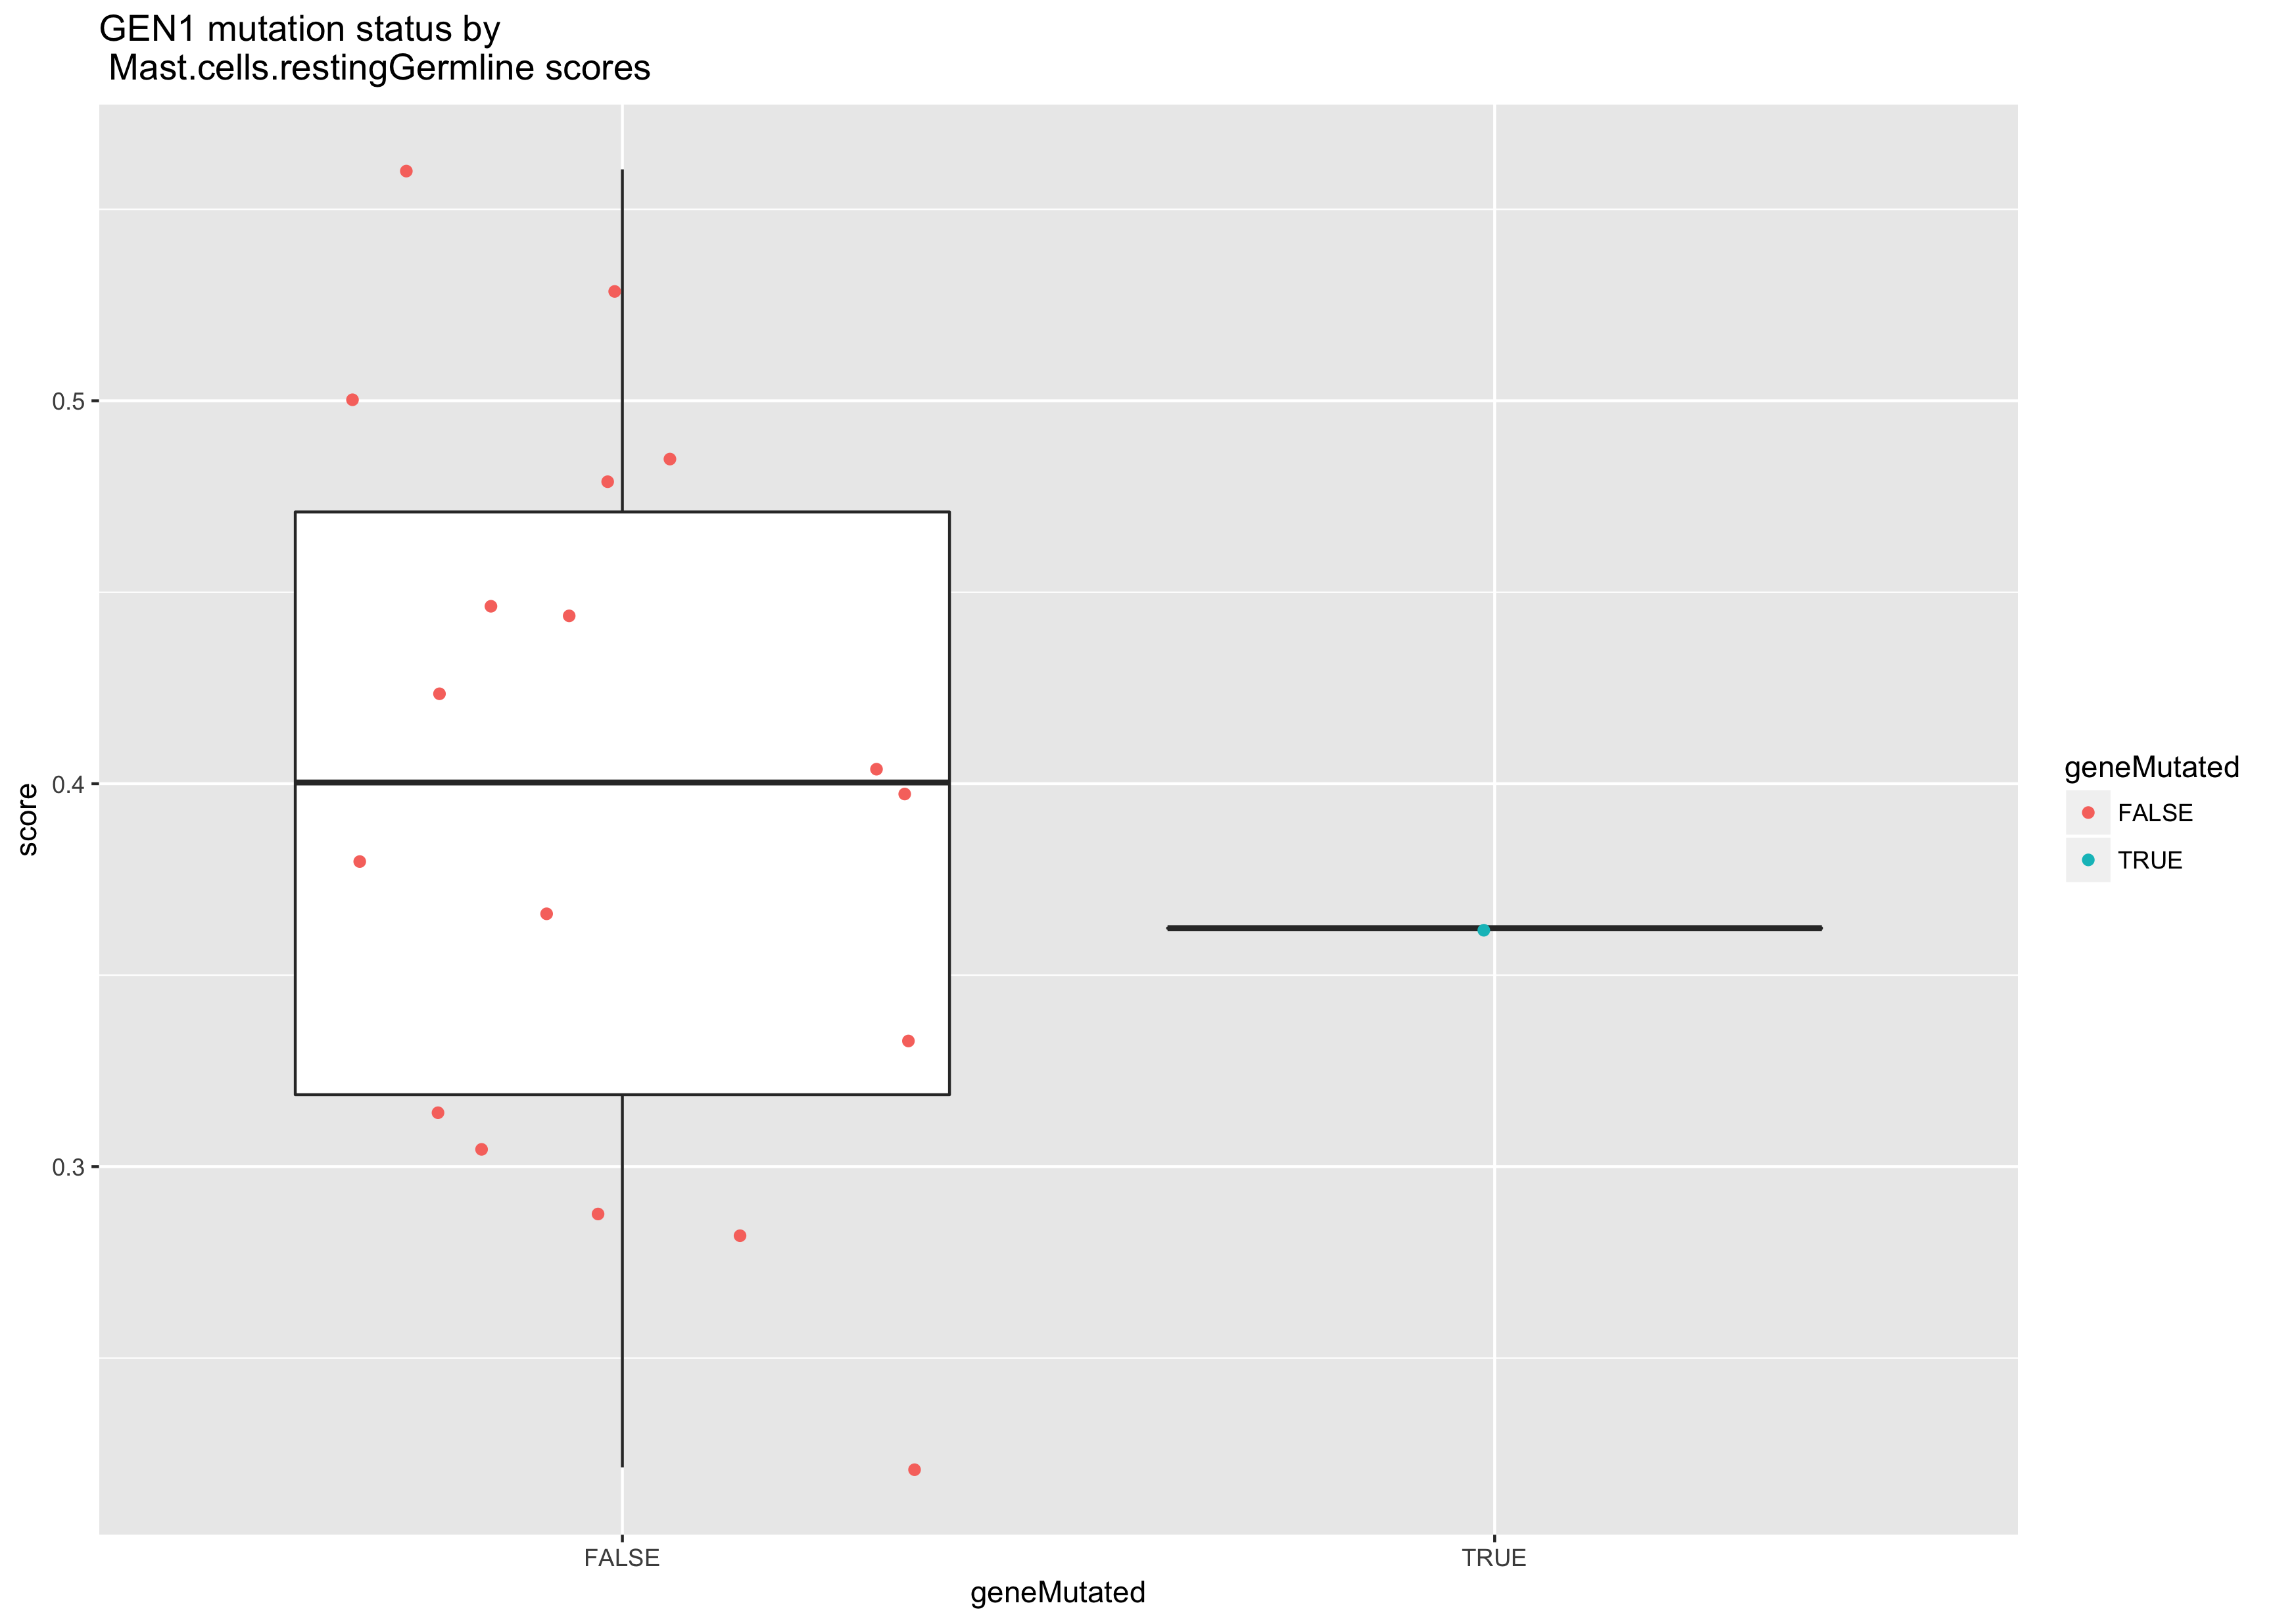 GEN1 mutation status by
Mast.cells.restingGermline scores
score
0.5
0.4
0.3
FALSE
TRUE
geneMutated
geneMutated
FALSE
TRUE